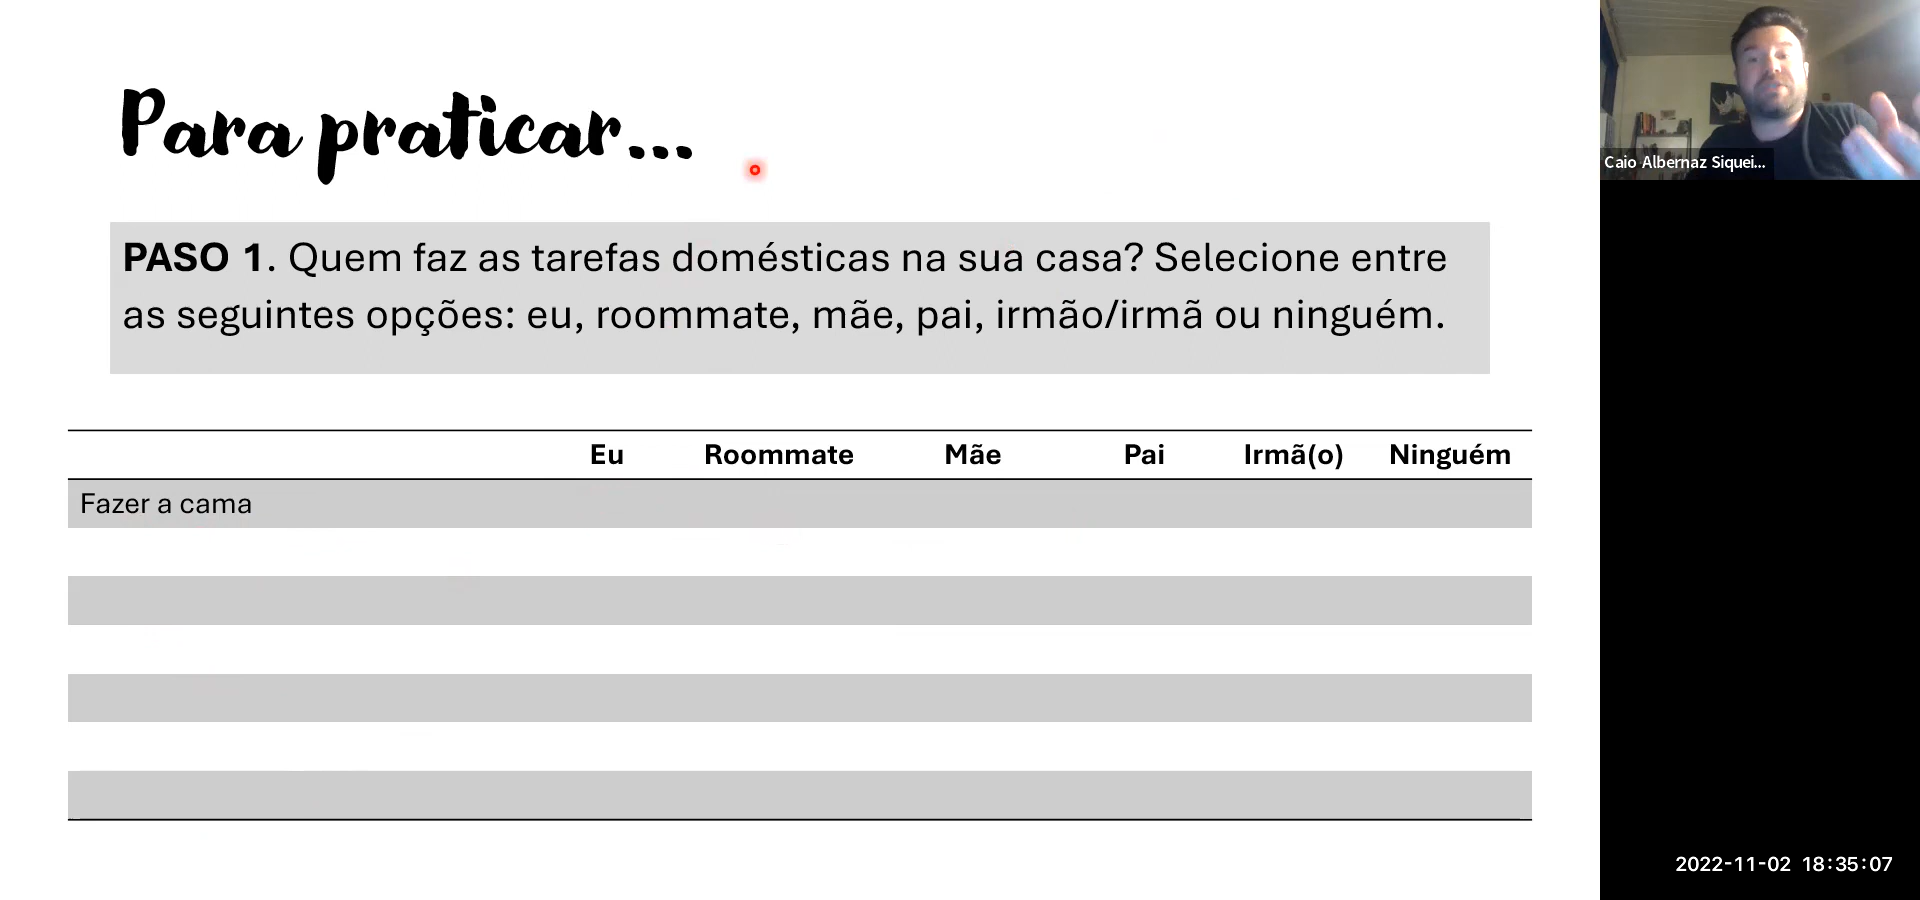 Para praticar...
PASO 1. Quem faz as tarefas domésticas na sua casa? Selecione entre
as seguintes opções: eu, roommate, mãe, pai, irmão/irmã ou ninguém.
Eu Roommate Mãe Pai Irmã(o) Ninguém
Fazer a cama
Caio Albernaz Siquei...
2022-11-02 18:35:07